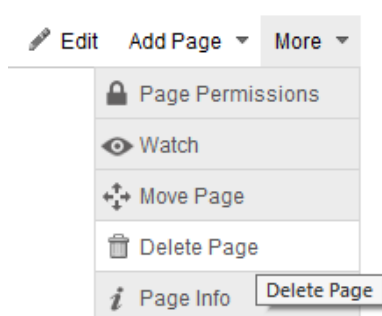 Edit Add Page More
Page Permissions
Watch
Move Page
Delete Page
Page Info
Delete Page